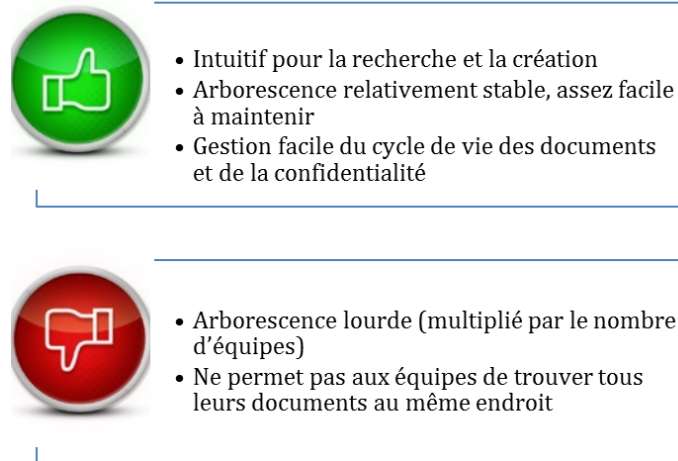 • Intuitif pour la recherche et la création
• Arborescence relativement stable, assez facile
à maintenir
• Gestion facile du cycle de vie des documents
et de la confidentialité
• Arborescence lourde (multiplié par le nombre
d’équipes)
• Ne permet pas aux équipes de trouver tous
leurs documents au même endroit